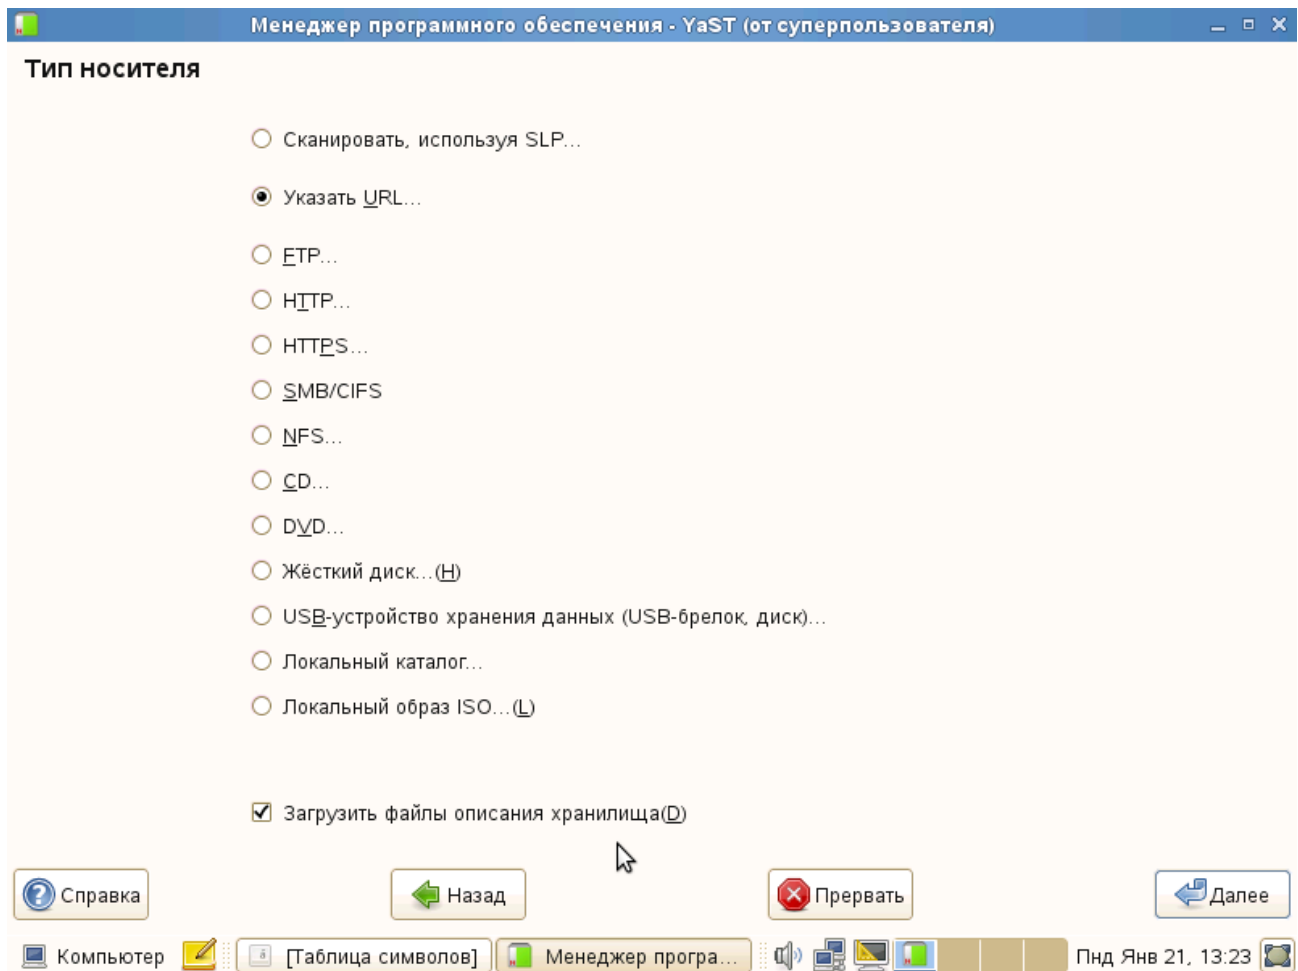 Менеджер программного обеспечения - YaST (от суперпользователя)
Тип носителя
Сканировать, используя SLP...
Указать URL...
FTP...
HTTP...
HTTPS...
SMB/CIFS
NFS...
CD...
DVD...
Жёсткий диск...(H)
USB-устройство хранения данных (USB-брелок, диск)...
Локальный каталог...
Локальный образ ISO...(L)
Загрузить файлы описания хранилища(D)
Справка Назад Прервать Далее
Компьютер [Таблица символов] Менеджер програ... Пнд Янв 21, 13:23